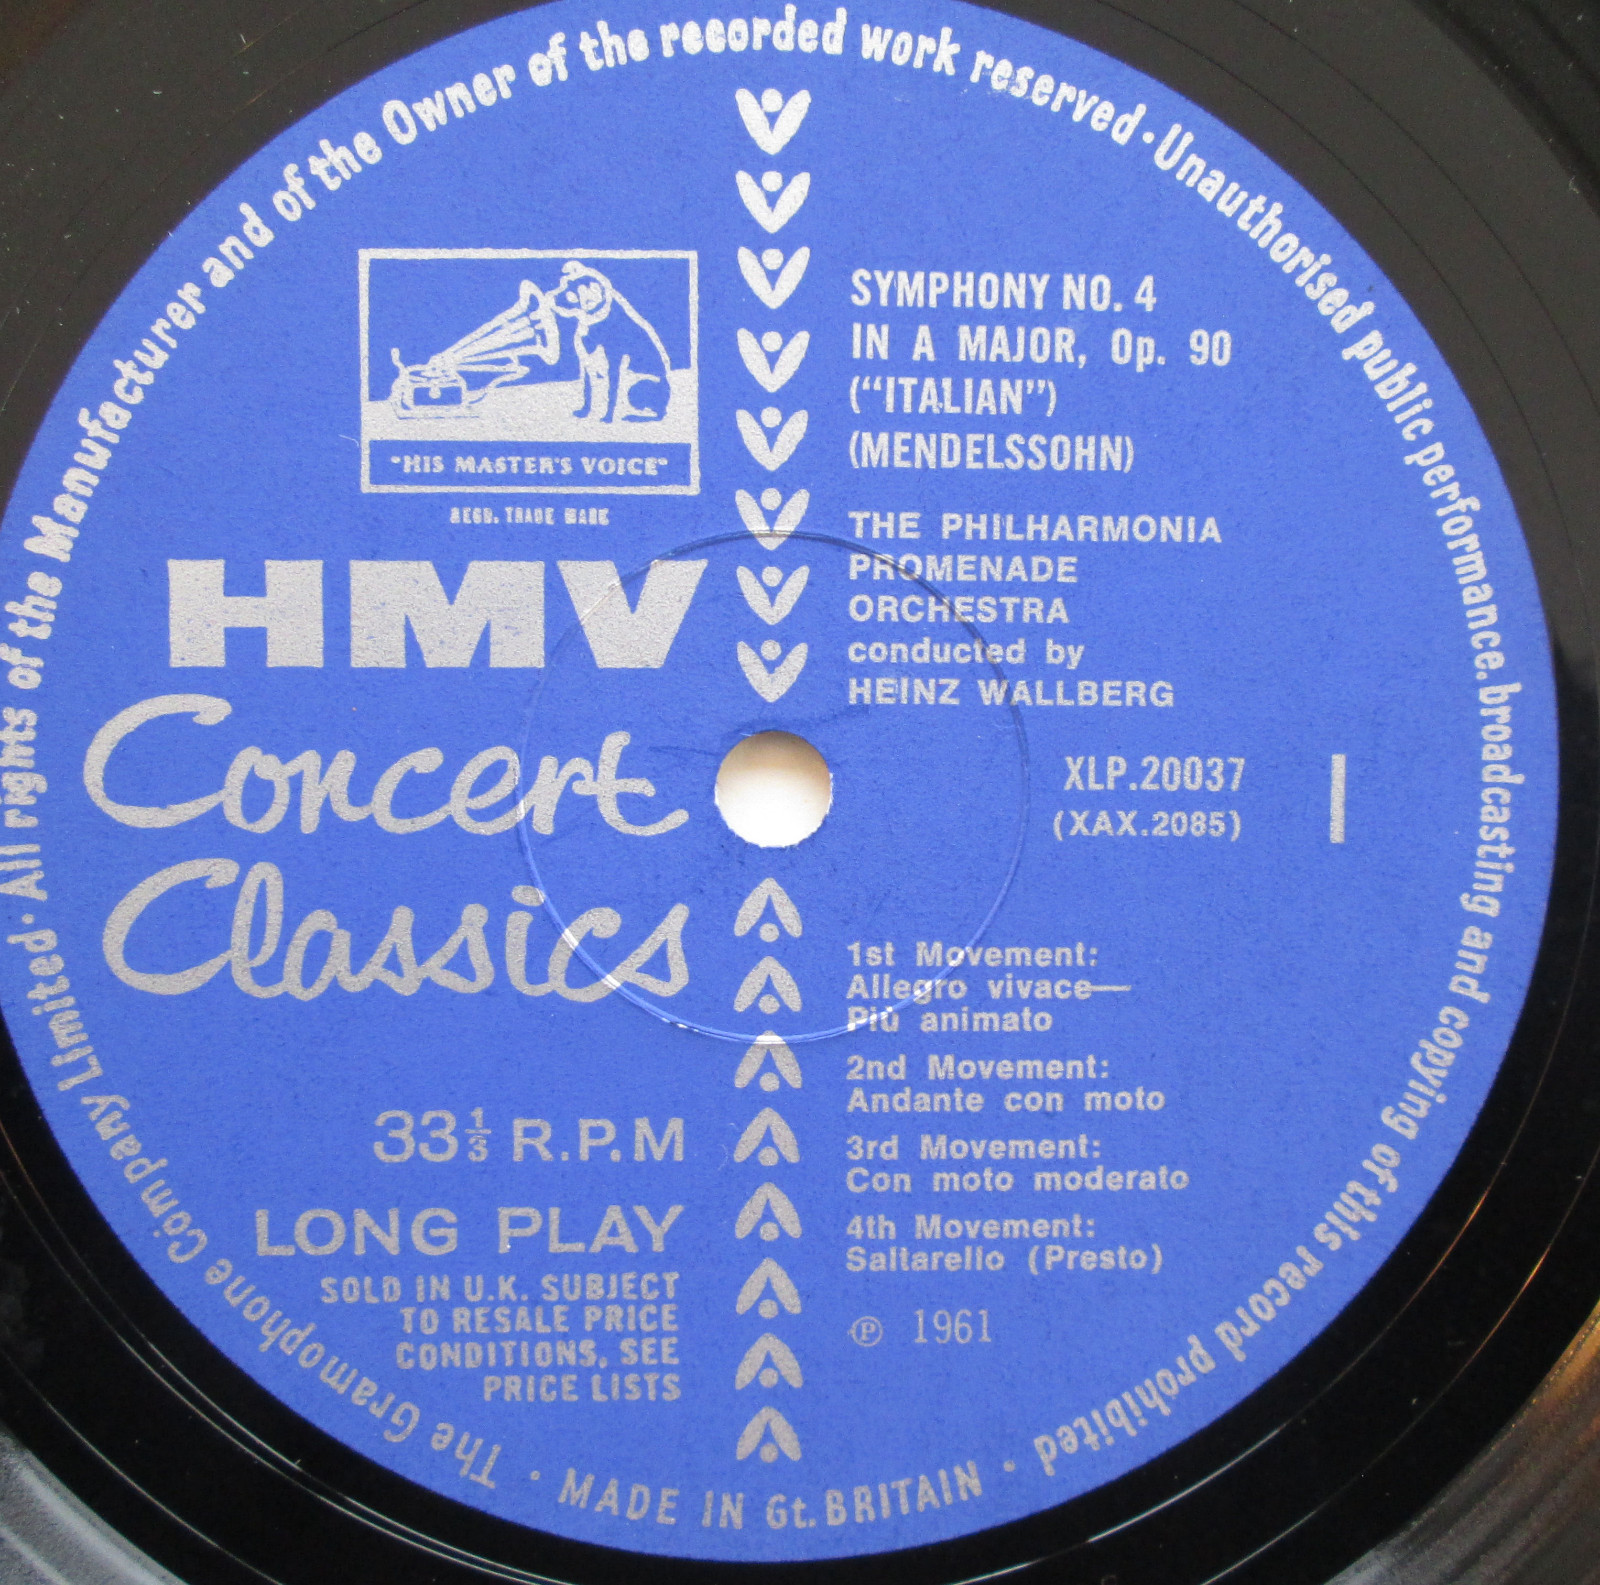 The Gramophone Company Limited · All rights of the Manufacturer and of the Owner of the recorded work reserved · Unauthorised public performance. broadcasting and copying of this record prohibited · MADE IN Gt. BRITAIN ·
"HIS MASTER'S VOICE"
REGD. TRADE MARK
HMV
Concert
Classics
33⅓ R.P.M
LONG PLAY
SOLD IN U.K. SUBJECT
TO RESALE PRICE
CONDITIONS, SEE
PRICE LISTS
SYMPHONY NO. 4
IN A MAJOR, Op. 90
("ITALIAN")
(MENDELSSOHN)
THE PHILHARMONIA
PROMENADE
ORCHESTRA
conducted by
HEINZ WALLBERG
XLP.20037
(XAX.2085)
1
1st Movement:
Allegro vivace—
Più animato
2nd Movement:
Andante con moto
3rd Movement:
Con moto moderato
4th Movement:
Saltarello (Presto)
℗ 1961